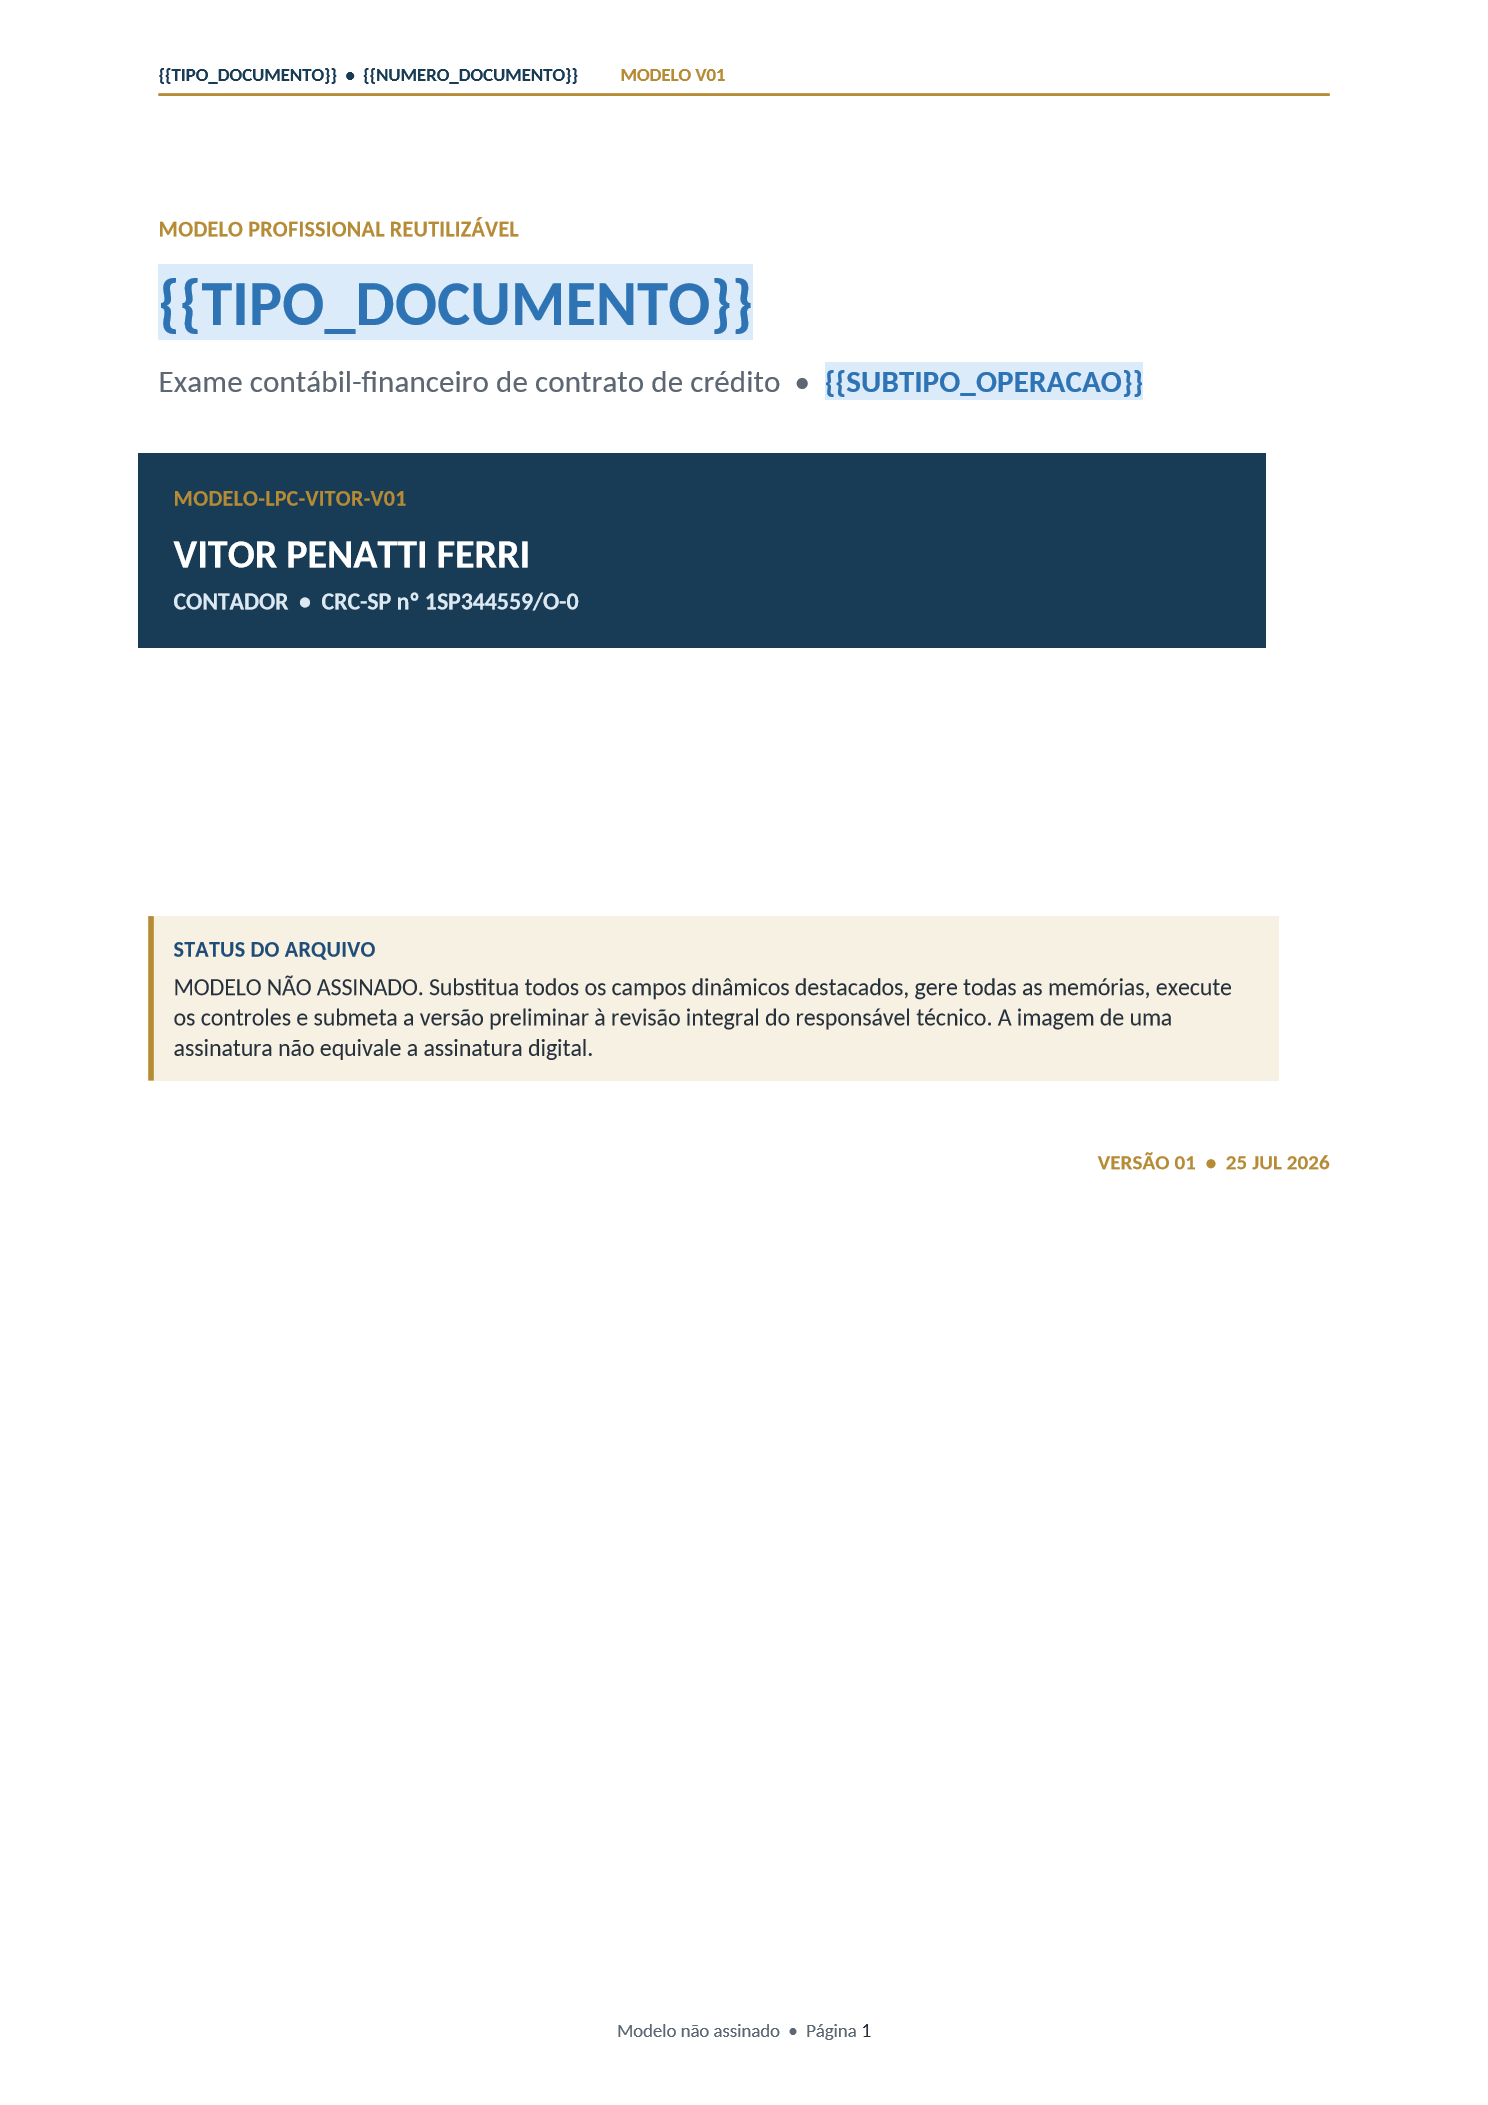 {{TIPO_DOCUMENTO}} • {{NUMERO_DOCUMENTO}} MODELO V01
MODELO PROFISSIONAL REUTILIZÁVEL
{{TIPO_DOCUMENTO}}
Exame contábil-financeiro de contrato de crédito • {{SUBTIPO_OPERACAO}}
MODELO-LPC-VITOR-V01
VITOR PENATTI FERRI
CONTADOR • CRC-SP nº 1SP344559/O-0
STATUS DO ARQUIVO
MODELO NÃO ASSINADO. Substitua todos os campos dinâmicos destacados, gere todas as memórias, execute
os controles e submeta a versão preliminar à revisão integral do responsável técnico. A imagem de uma
assinatura não equivale a assinatura digital.
VERSÃO 01 • 25 JUL 2026
Modelo não assinado • Página 1